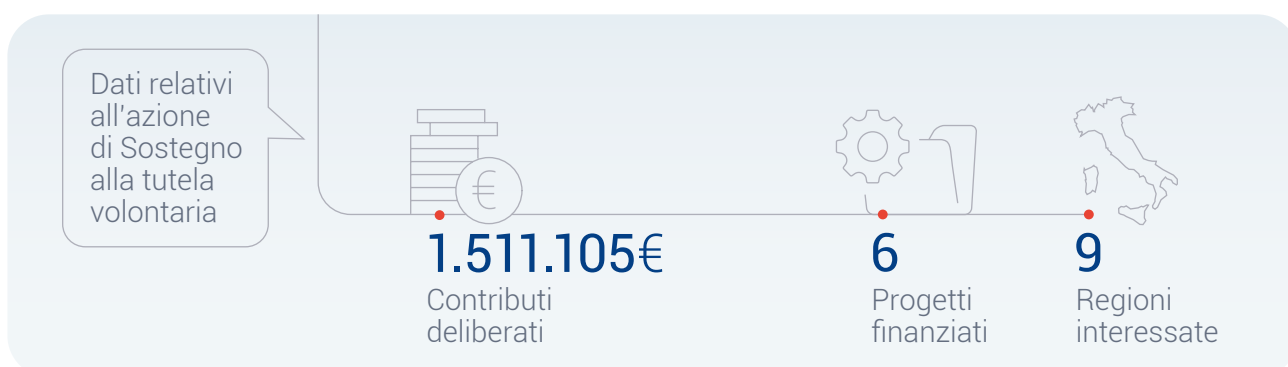 Dati relativi
all'azione
di Sostegno
alla tutela
volontaria
€
1.511.105€
Contributi
deliberati
6
Progetti
finanziati
9
Regioni
interessate